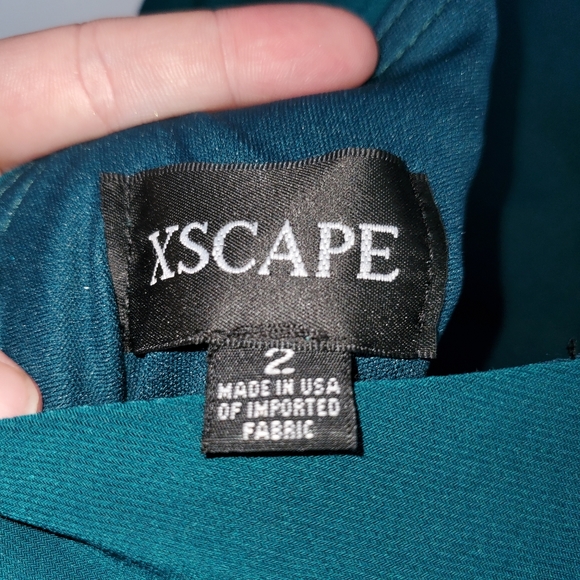 XSCAPE
2
MADE IN USA
OF IMPORTED
FABRIC